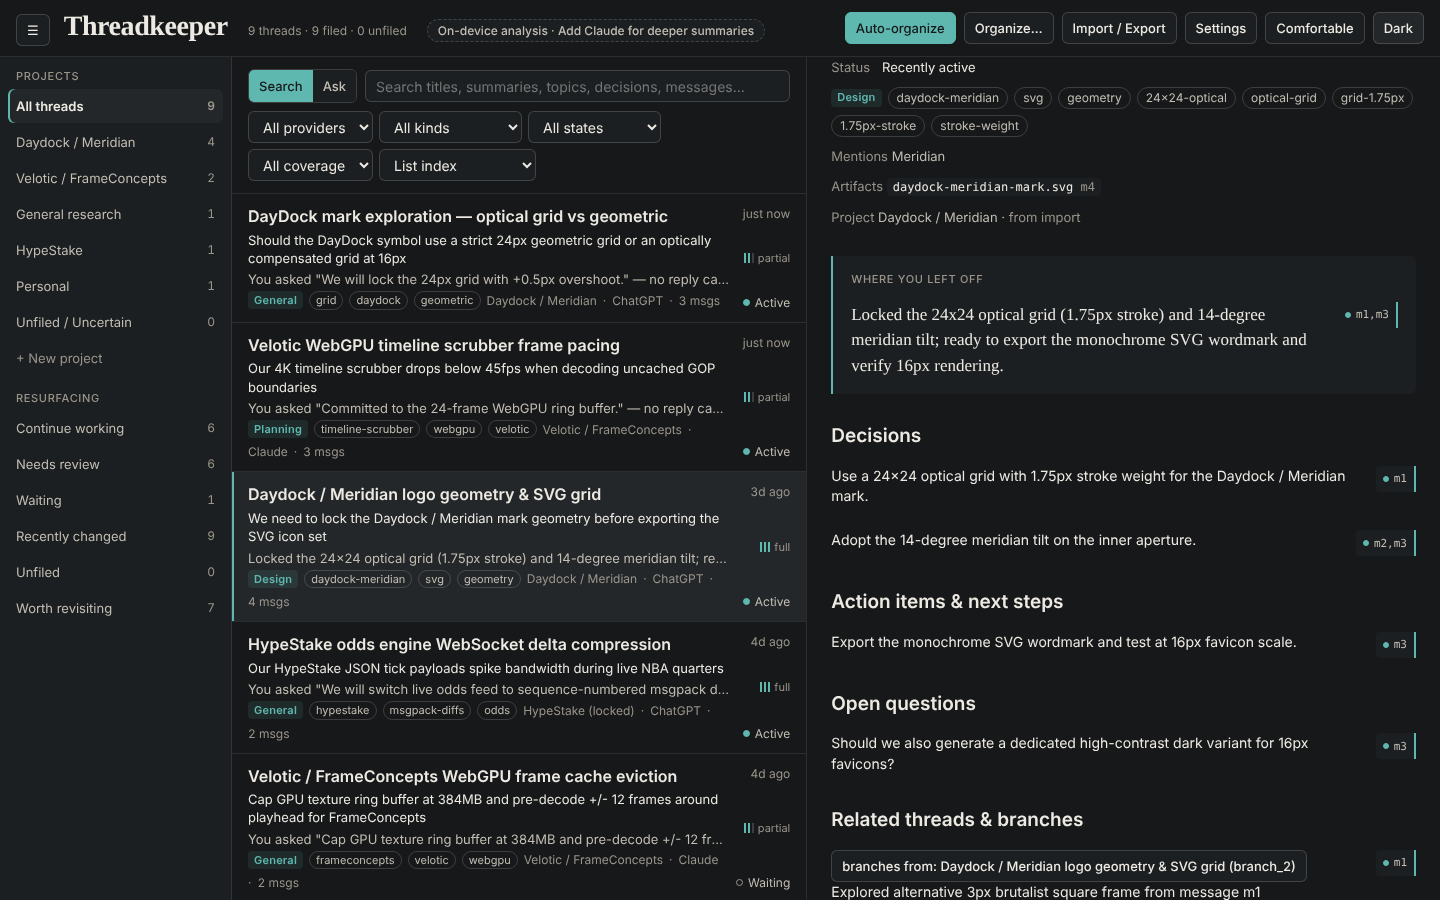 ☰ Threadkeeper 9 threads · 9 filed · 0 unfiled On-device analysis · Add Claude for deeper summaries Auto-organize Organize... Import / Export Settings Comfortable Dark
PROJECTS
All threads 9
Daydock / Meridian 4
Velotic / FrameConcepts 2
General research 1
HypeStake 1
Personal 1
Unfiled / Uncertain 0
+ New project
RESURFACING
Continue working 6
Needs review 6
Waiting 1
Recently changed 9
Unfiled 0
Worth revisiting 7
Search Ask Search titles, summaries, topics, decisions, messages...
All providers All kinds All states
All coverage List index
DayDock mark exploration — optical grid vs geometric just now
Should the DayDock symbol use a strict 24px geometric grid or an optically
compensated grid at 16px partial
You asked "We will lock the 24px grid with +0.5px overshoot." — no reply ca...
General grid daydock geometric Daydock / Meridian · ChatGPT · 3 msgs Active
Velotic WebGPU timeline scrubber frame pacing just now
Our 4K timeline scrubber drops below 45fps when decoding uncached GOP
boundaries partial
You asked "Committed to the 24-frame WebGPU ring buffer." — no reply ca...
Planning timeline-scrubber webgpu velotic Velotic / FrameConcepts ·
Claude · 3 msgs Active
Daydock / Meridian logo geometry & SVG grid 3d ago
We need to lock the Daydock / Meridian mark geometry before exporting the
SVG icon set full
Locked the 24×24 optical grid (1.75px stroke) and 14-degree meridian tilt; re...
Design daydock-meridian svg geometry Daydock / Meridian · ChatGPT ·
4 msgs Active
HypeStake odds engine WebSocket delta compression 4d ago
Our HypeStake JSON tick payloads spike bandwidth during live NBA quarters
You asked "We will switch live odds feed to sequence-numbered msgpack d... full
General hypestake msgpack-diffs odds HypeStake (locked) · ChatGPT ·
2 msgs Active
Velotic / FrameConcepts WebGPU frame cache eviction 4d ago
Cap GPU texture ring buffer at 384MB and pre-decode +/- 12 frames around
playhead for FrameConcepts partial
You asked "Cap GPU texture ring buffer at 384MB and pre-decode +/- 12 fr...
General frameconcepts velotic webgpu Velotic / FrameConcepts · Claude
· 2 msgs Waiting
Status Recently active
Design daydock-meridian svg geometry 24×24-optical optical-grid grid-1.75px
1.75px-stroke stroke-weight
Mentions Meridian
Artifacts daydock-meridian-mark.svg m4
Project Daydock / Meridian · from import
WHERE YOU LEFT OFF
Locked the 24x24 optical grid (1.75px stroke) and 14-degree m1,m3
meridian tilt; ready to export the monochrome SVG wordmark and
verify 16px rendering.
Decisions
Use a 24×24 optical grid with 1.75px stroke weight for the Daydock / Meridian m1
mark.
Adopt the 14-degree meridian tilt on the inner aperture. m2,m3
Action items & next steps
Export the monochrome SVG wordmark and test at 16px favicon scale. m3
Open questions
Should we also generate a dedicated high-contrast dark variant for 16px m3
favicons?
Related threads & branches
branches from: Daydock / Meridian logo geometry & SVG grid (branch_2) m1
Explored alternative 3px brutalist square frame from message m1